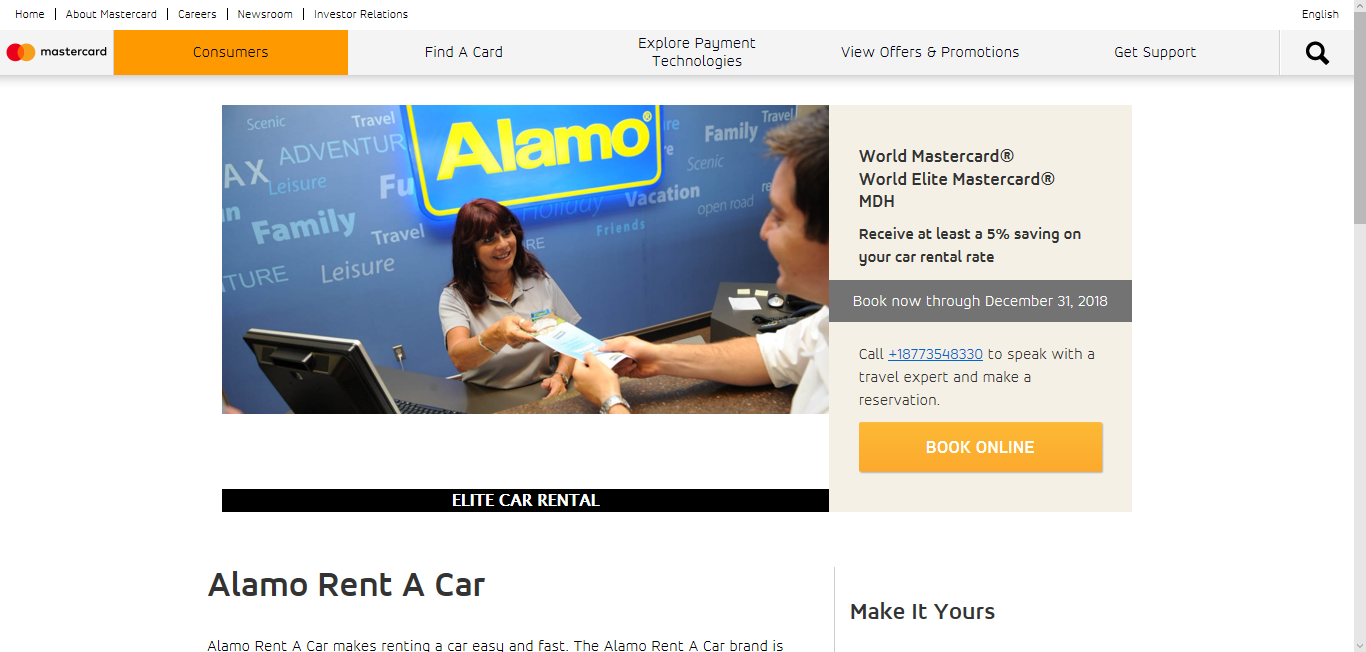 Home
About Mastercard
Careers
Newsroom
Investor Relations
English
mastercard
Consumers
Find A Card
Explore Payment
Technologies
View Offers & Promotions
Get Support
Scenic
Travel
ADVENTUR
AX
Leisure
Fu
Family
Travel
Leisure
TURE
Alamo®
Family
Travel
Scenic
Vacation
open road
Holiday
Friends
World Mastercard®
World Elite Mastercard®
MDH
Receive at least a 5% saving on
your car rental rate
Book now through December 31, 2018
Call +18773548330 to speak with a
travel expert and make a
reservation.
BOOK ONLINE
ELITE CAR RENTAL
Alamo Rent A Car
Alamo Rent A Car makes renting a car easy and fast. The Alamo Rent A Car brand is
Make It Yours